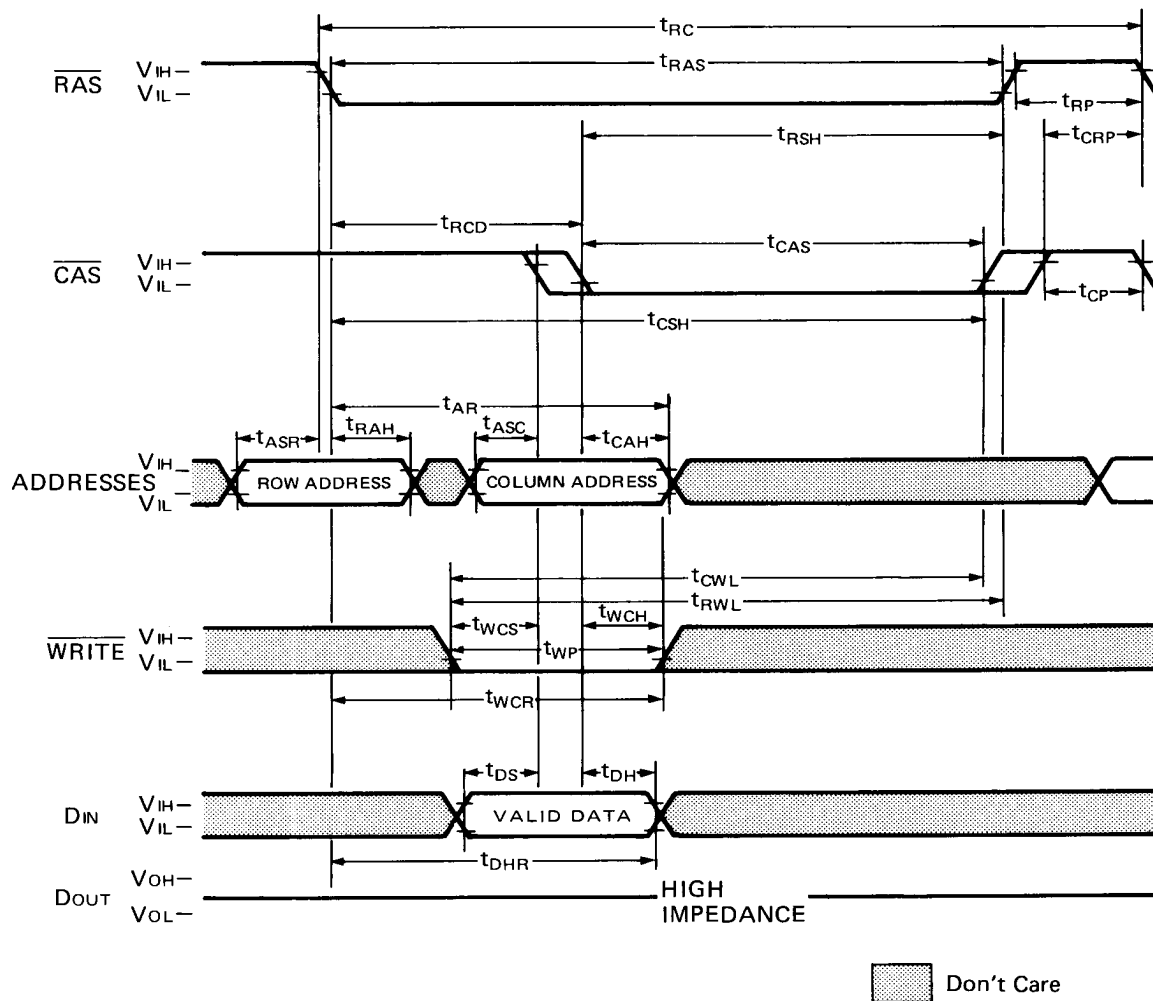 tRC
RAS VIH
VIL
tRAS
tRP
tRSH
tCRP
tRCD
tCAS
CAS VIH
VIL
tCP
tCSH
tAR
tASR
tRAH
tASC
tCAH
ADDRESSES VIH
VIL
ROW ADDRESS
COLUMN ADDRESS
tCWL
tRWL
WRITE VIH
VIL
tWCS
tWCH
tWP
tWCR
tDS
tDH
DIN VIH
VIL
VALID DATA
tDHR
DOUT VOH
VOL
HIGH
IMPEDANCE
Don't Care